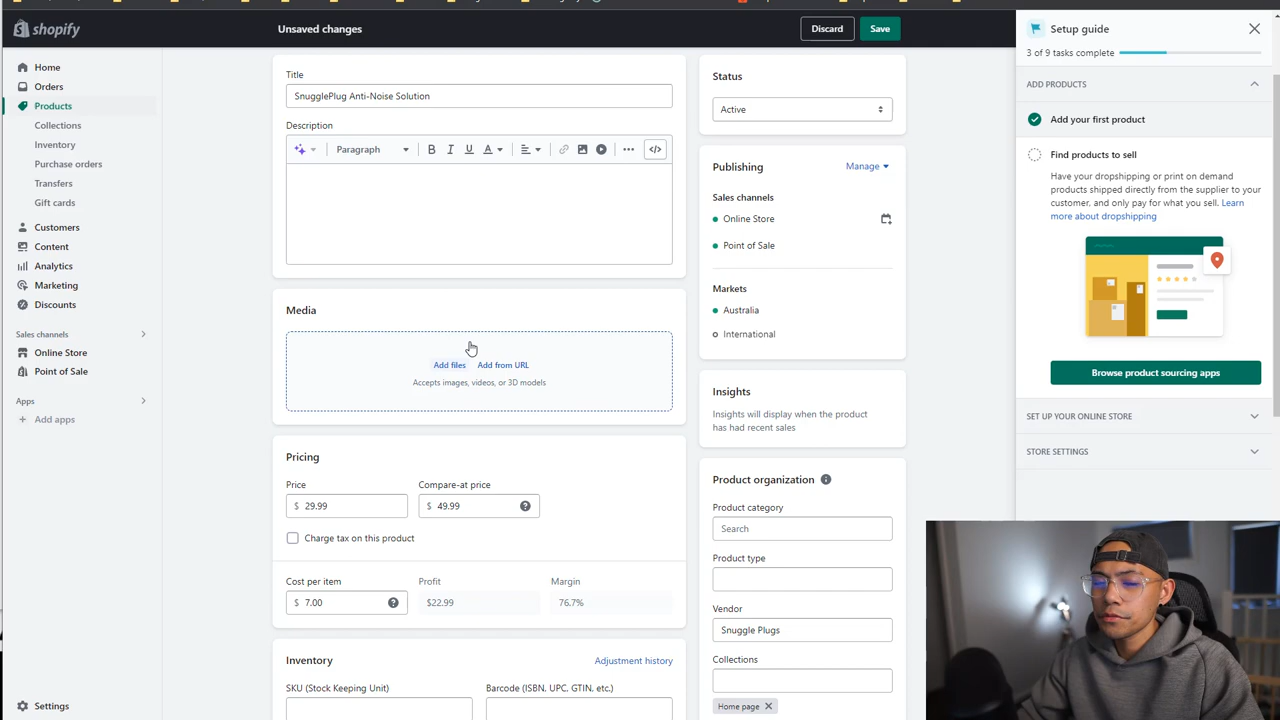 shopify
Unsaved changes
Discard
Save
Setup guide
3 of 9 tasks complete
Home
Orders
Products
Collections
Inventory
Purchase orders
Transfers
Gift cards
Customers
Content
Analytics
Marketing
Discounts
Sales channels
Online Store
Point of Sale
Apps
Add apps
Settings
Title
SnugglePlug Anti-Noise Solution
Description
Paragraph
B I U A
Media
Add files Add from URL
Accepts images, videos, or 3D models
Pricing
Price Compare-at price
$ 29.99 $ 49.99
Charge tax on this product
Cost per item Profit Margin
$ 7.00 $22.99 76.7%
Inventory Adjustment history
SKU (Stock Keeping Unit) Barcode (ISBN, UPC, GTIN, etc.)
Status
Active
Publishing Manage
Sales channels
Online Store
Point of Sale
Markets
Australia
International
Insights
Insights will display when the product
has had recent sales
Product organization
Product category
Search
Product type
Vendor
Snuggle Plugs
Collections
Home page
ADD PRODUCTS
Add your first product
Find products to sell
Have your dropshipping or print on demand
products shipped directly from the supplier to your
customer, and only pay for what you sell. Learn
more about dropshipping
Browse product sourcing apps
SET UP YOUR ONLINE STORE
STORE SETTINGS